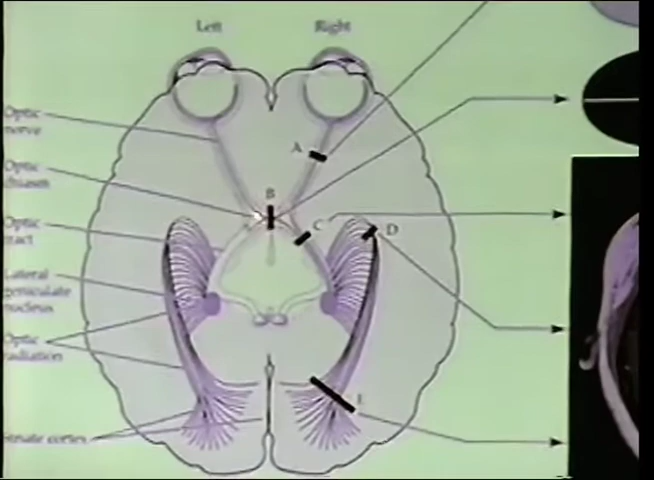 Left
Right
Optic
nerve
A
Optic
chiasm
B
Optic
tract
C
D
Lateral
geniculate
nucleus
Optic
radiation
E
Striate cortex